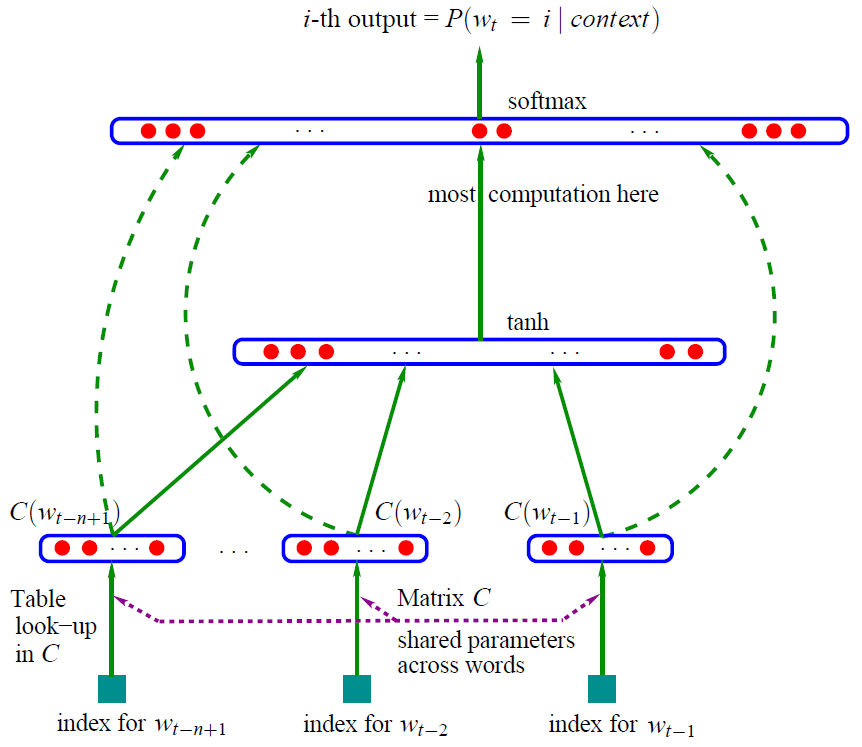 i-th output = P(w_t = i | context)
softmax
. . .
. . .
most computation here
tanh
. . .
. . .
C(w_{t−n+1})
C(w_{t−2})
C(w_{t−1})
. . .
. . .
. . .
. . .
Table
look−up
in C
Matrix C
shared parameters
across words
index for w_{t−n+1}
index for w_{t−2}
index for w_{t−1}